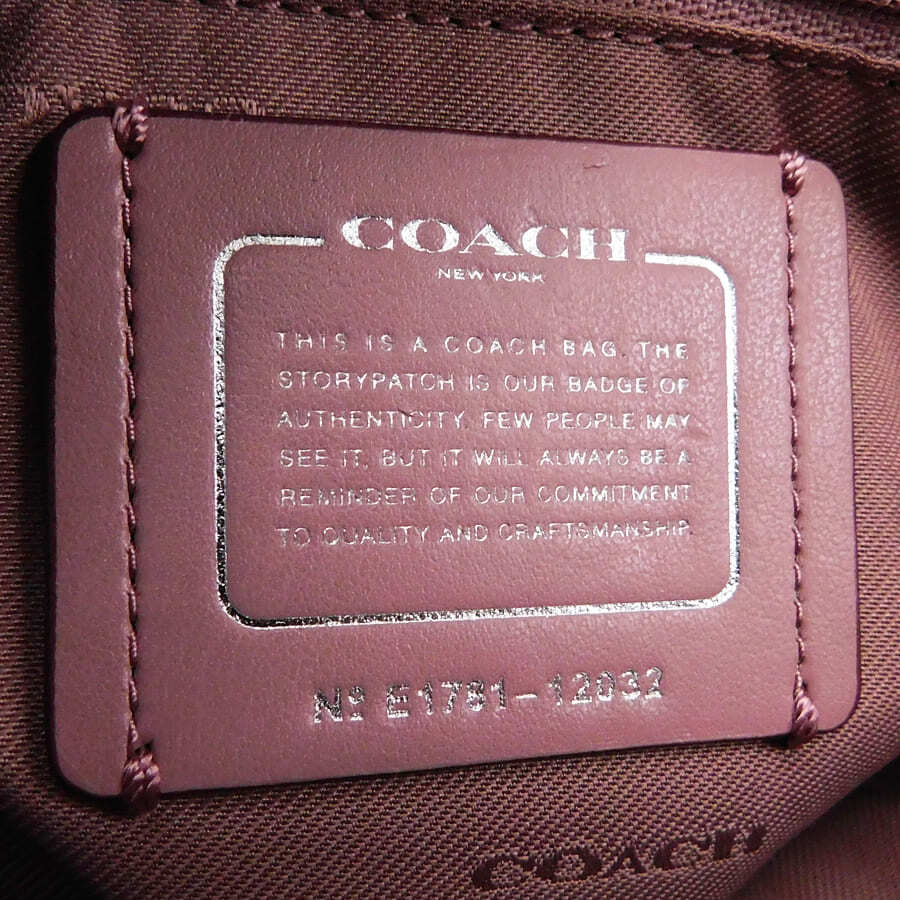 COACH
NEW YORK
THIS IS A COACH BAG. THE
STORYPATCH IS OUR BADGE OF
AUTHENTICITY. FEW PEOPLE MAY
SEE IT, BUT IT WILL ALWAYS BE A
REMINDER OF OUR COMMITMENT
TO QUALITY AND CRAFTSMANSHIP.
Nº E1781-12032
COACH